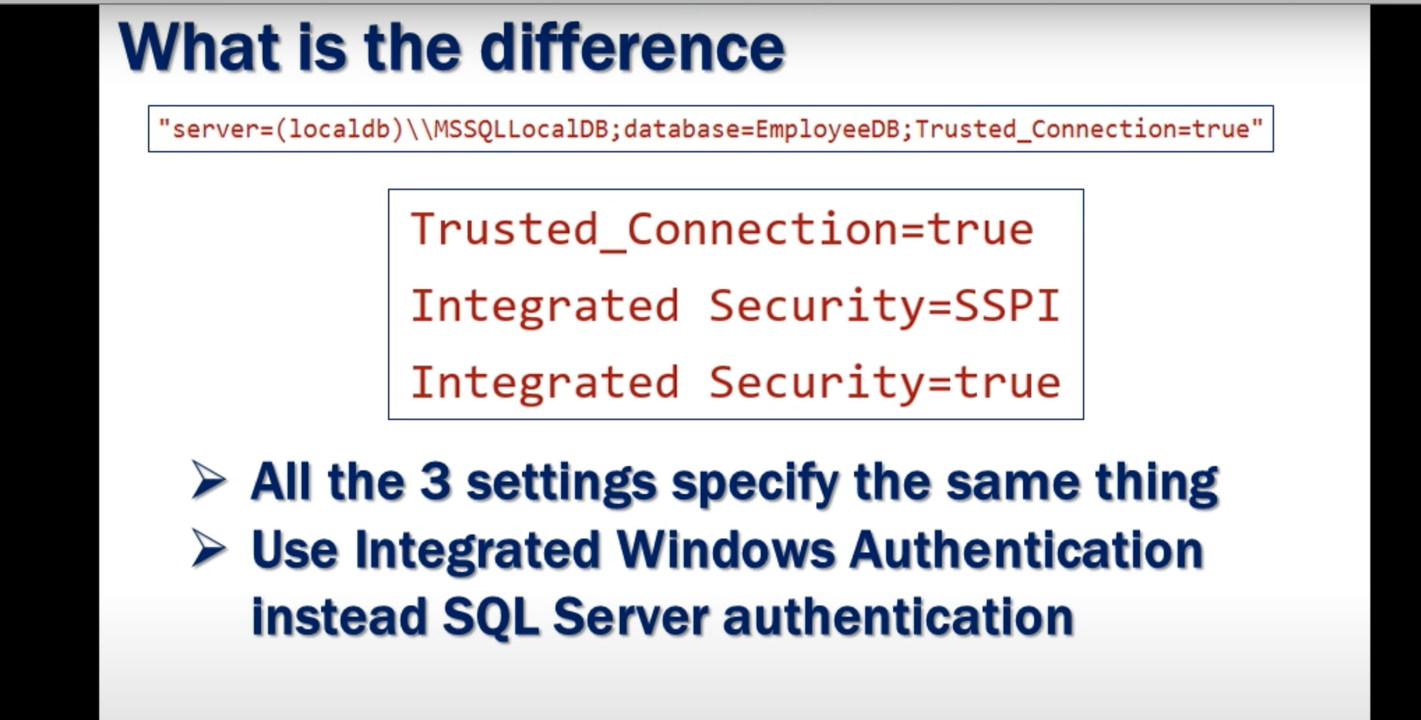 What is the difference
"server=(localdb)\\MSSQLLocalDB;database=EmployeeDB;Trusted_Connection=true"
Trusted_Connection=true
Integrated Security=SSPI
Integrated Security=true
➢ All the 3 settings specify the same thing
➢ Use Integrated Windows Authentication
instead SQL Server authentication